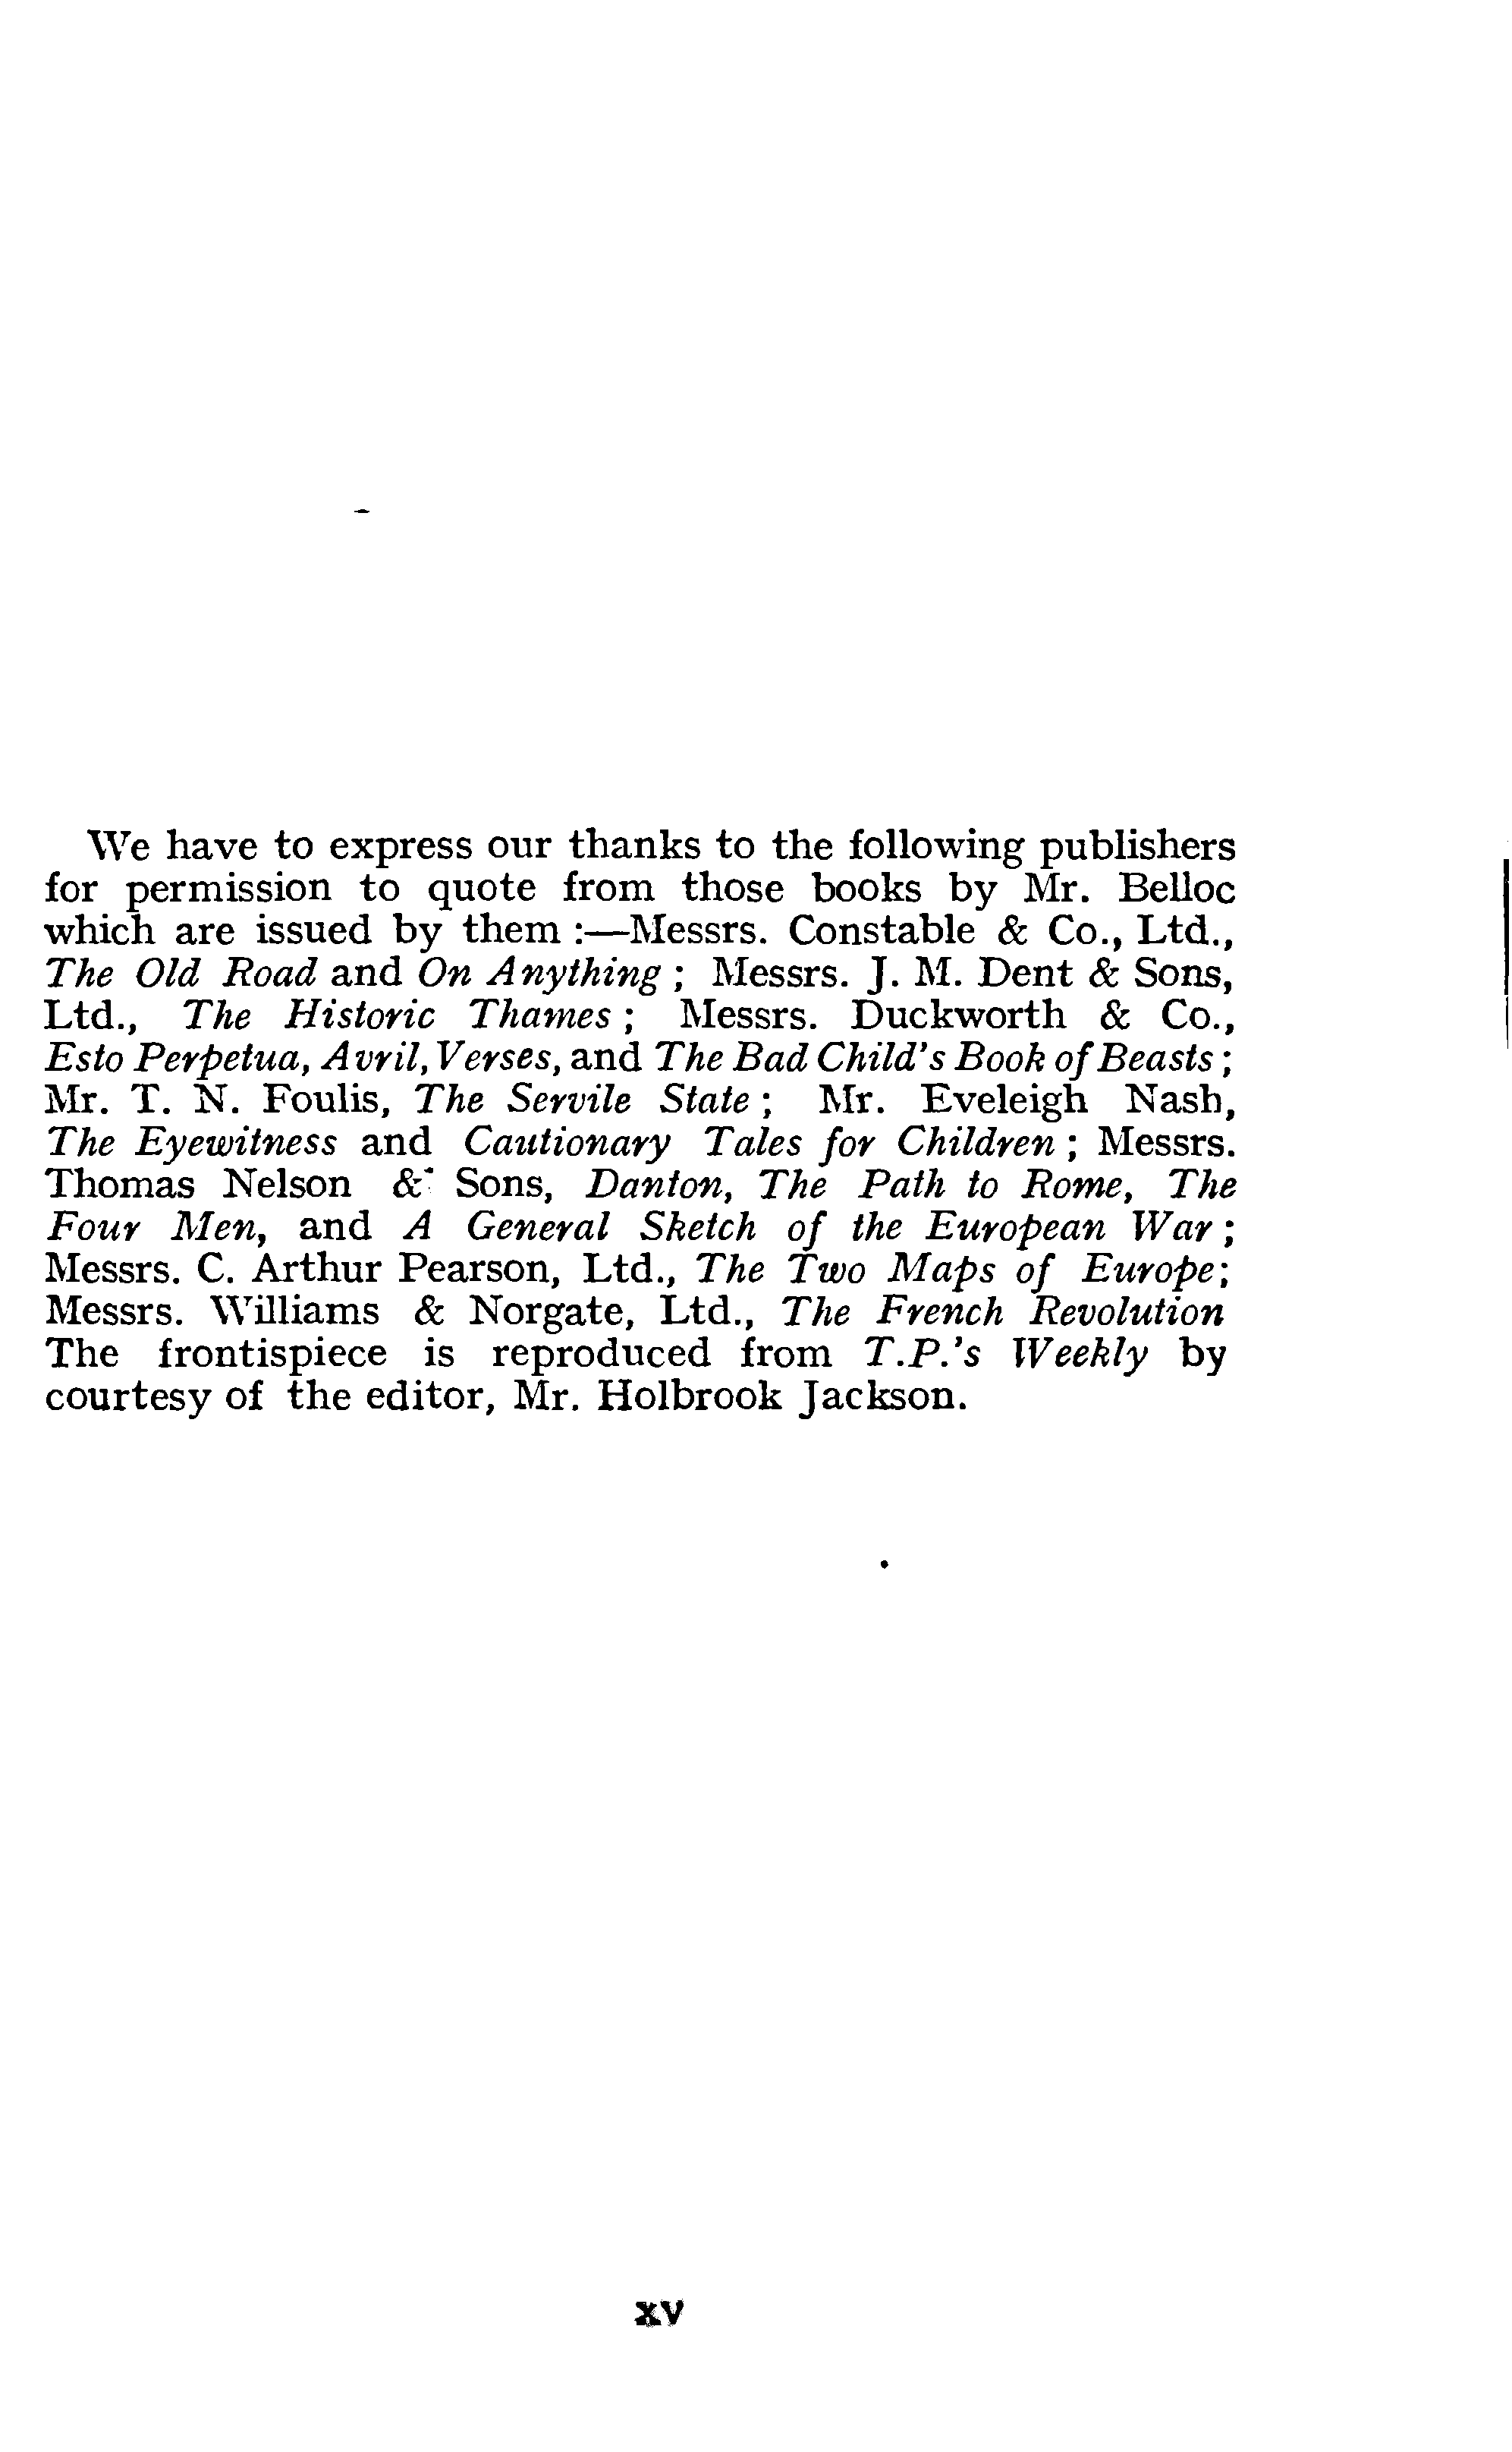 We have to express our thanks to the following publishers
for permission to quote from those books by Mr. Belloc
which are issued by them :—Messrs. Constable & Co., Ltd.,
The Old Road and On Anything ; Messrs. J. M. Dent & Sons,
Ltd., The Historic Thames ; Messrs. Duckworth & Co.,
Esto Perpetua, Avril, Verses, and The Bad Child's Book of Beasts ;
Mr. T. N. Foulis, The Servile State ; Mr. Eveleigh Nash,
The Eyewitness and Cautionary Tales for Children ; Messrs.
Thomas Nelson & Sons, Danton, The Path to Rome, The
Four Men, and A General Sketch of the European War ;
Messrs. C. Arthur Pearson, Ltd., The Two Maps of Europe;
Messrs. Williams & Norgate, Ltd., The French Revolution
The frontispiece is reproduced from T.P.'s Weekly by
courtesy of the editor, Mr. Holbrook Jackson.
xv